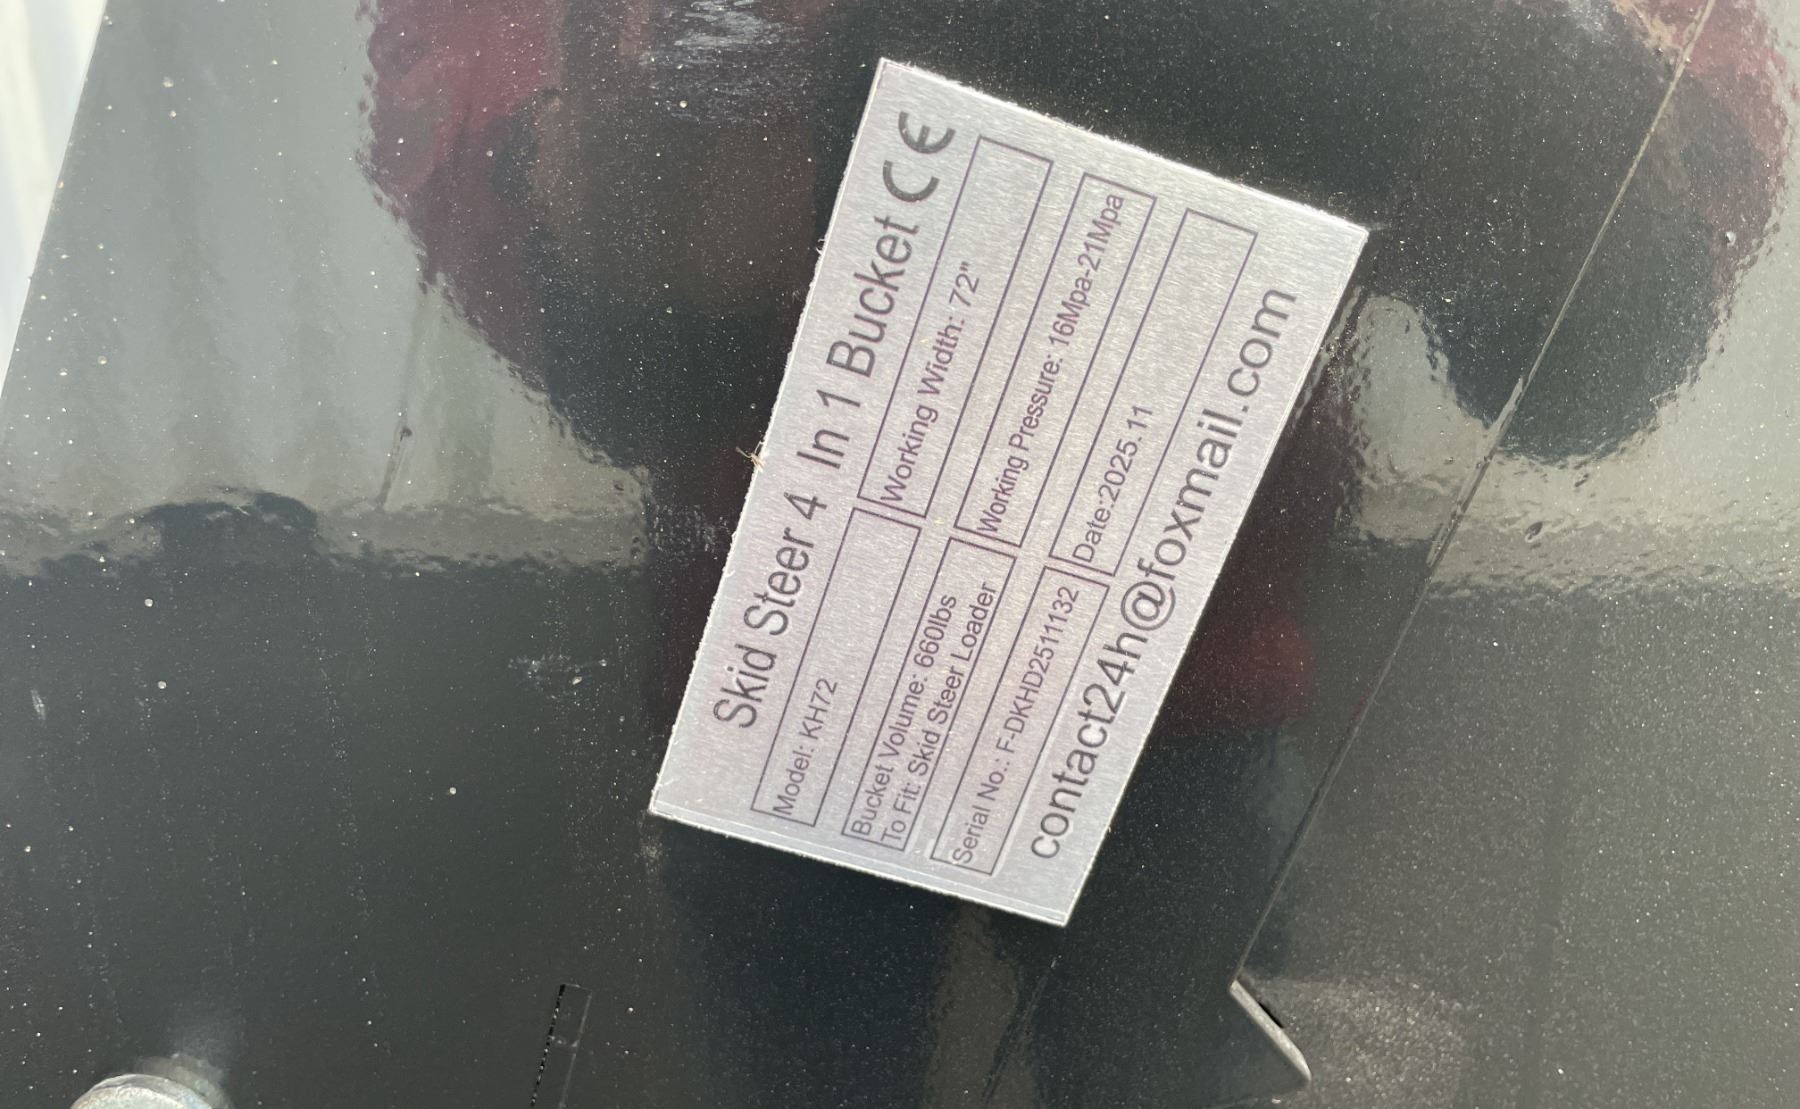 Skid Steer 4 In 1 Bucket CE
Model: KH72
Working Width: 72"
Bucket Volume: 660lbs
To Fit: Skid Steer Loader
Working Pressure: 16Mpa-21Mpa
Serial No.: F-DKHD2511132
Date:2025.11
contact24h@foxmail.com